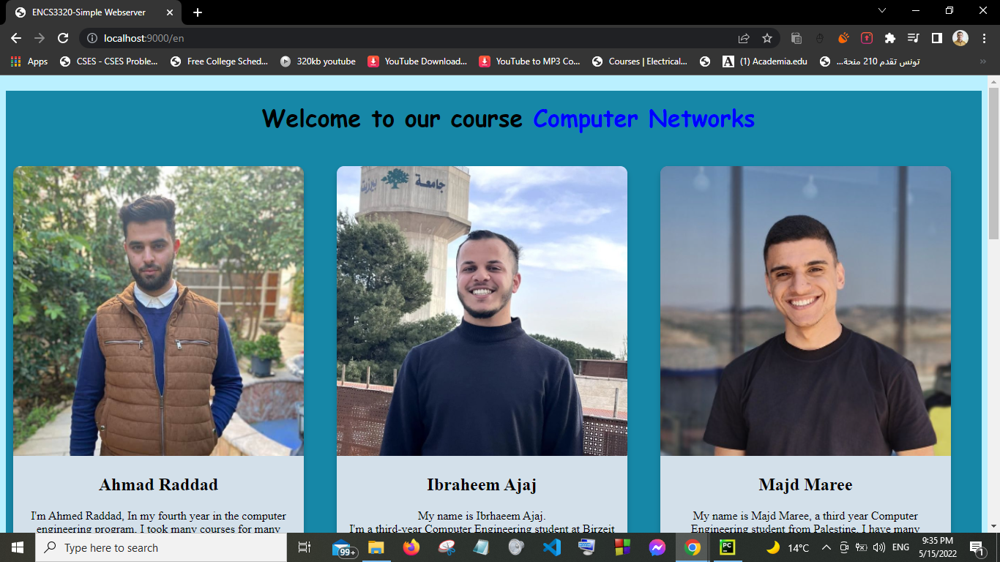 ENCS3320-Simple Webserver
localhost:9000/en
Apps
CSES - CSES Proble...
Free College Sched...
320kb youtube
YouTube Download...
YouTube to MP3 Co...
Courses | Electrical...
(1) Academia.edu
تونس تقدم 210 منحة...
Welcome to our course Computer Networks
جامعة بيرزيت
Ahmad Raddad
Ibraheem Ajaj
Majd Maree
I'm Ahmed Raddad, In my fourth year in the computer
engineering program. I took many courses for many
My name is Ibrhaeem Ajaj.
I'm a third-year Computer Engineering student at Birzeit
My name is Majd Maree, a third year Computer
Engineering student from Palestine. I have many
Type here to search
99+
PC
14°C
ENG
9:35 PM
5/15/2022
1